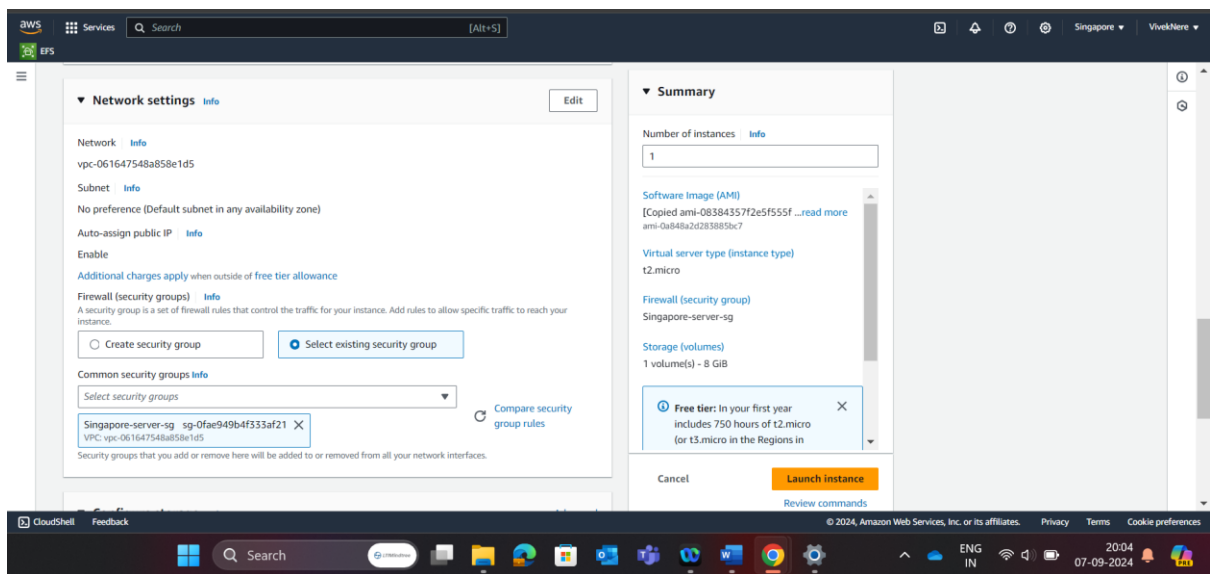 aws
Services
Search
[Alt+S]
Singapore
VivekNere
EFS
Network settings Info
Edit
Network Info
vpc-061647548a858e1d5
Subnet Info
No preference (Default subnet in any availability zone)
Auto-assign public IP Info
Enable
Additional charges apply when outside of free tier allowance
Firewall (security groups) Info
A security group is a set of firewall rules that control the traffic for your instance. Add rules to allow specific traffic to reach your
instance.
Create security group
Select existing security group
Common security groups Info
Select security groups
Compare security
group rules
Singapore-server-sg sg-0fae949b4f333af21
VPC: vpc-061647548a858e1d5
Security groups that you add or remove here will be added to or removed from all your network interfaces.
Summary
Number of instances Info
1
Software Image (AMI)
[Copied ami-08384357f2e5f555f ...read more
ami-0a848a2d283885bc7
Virtual server type (instance type)
t2.micro
Firewall (security group)
Singapore-server-sg
Storage (volumes)
1 volume(s) - 8 GiB
Free tier: In your first year
includes 750 hours of t2.micro
(or t3.micro in the Regions in
Cancel
Launch instance
Review commands
CloudShell
Feedback
© 2024, Amazon Web Services, Inc. or its affiliates.
Privacy
Terms
Cookie preferences
Search
ENG
IN
20:04
07-09-2024
PRE